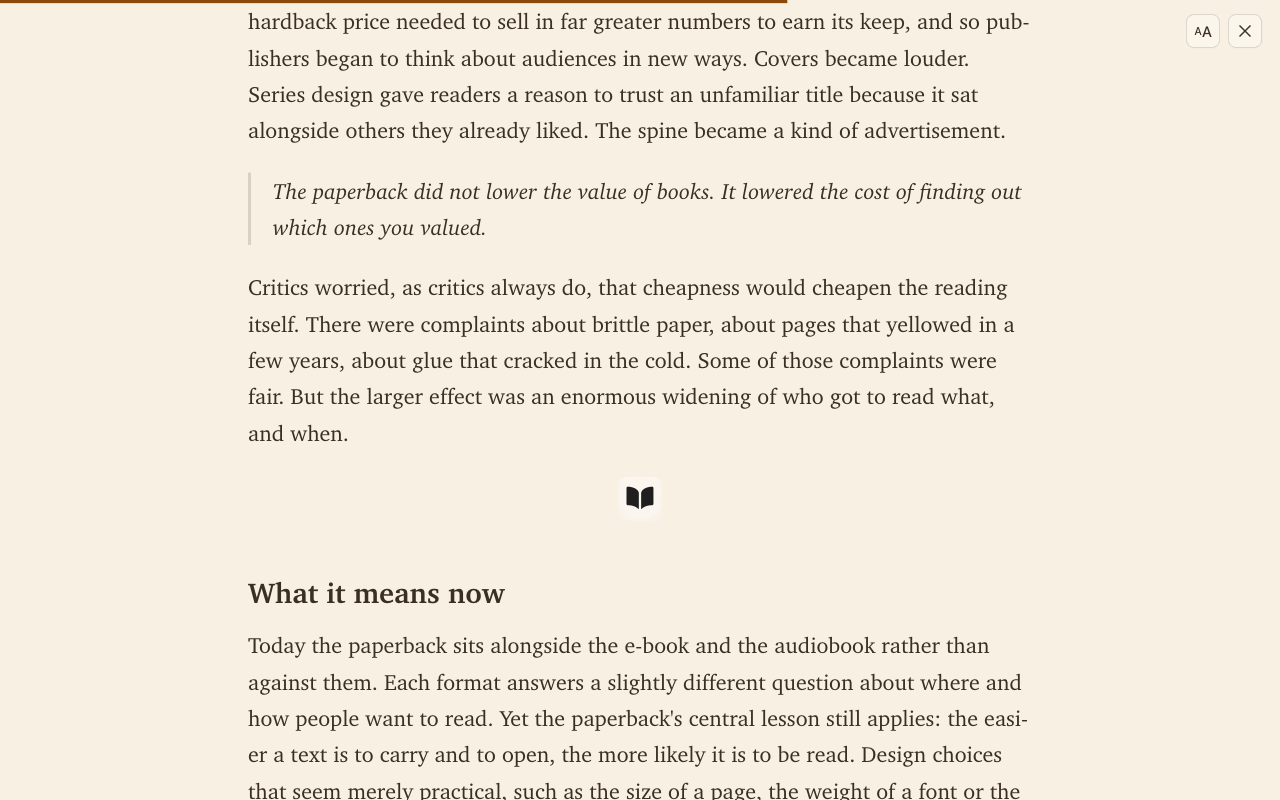 hardback price needed to sell in far greater numbers to earn its keep, and so pub-
lishers began to think about audiences in new ways. Covers became louder.
Series design gave readers a reason to trust an unfamiliar title because it sat
alongside others they already liked. The spine became a kind of advertisement.
The paperback did not lower the value of books. It lowered the cost of finding out
which ones you valued.
Critics worried, as critics always do, that cheapness would cheapen the reading
itself. There were complaints about brittle paper, about pages that yellowed in a
few years, about glue that cracked in the cold. Some of those complaints were
fair. But the larger effect was an enormous widening of who got to read what,
and when.
What it means now
Today the paperback sits alongside the e-book and the audiobook rather than
against them. Each format answers a slightly different question about where and
how people want to read. Yet the paperback's central lesson still applies: the easi-
er a text is to carry and to open, the more likely it is to be read. Design choices
that seem merely practical, such as the size of a page, the weight of a font or the
AA